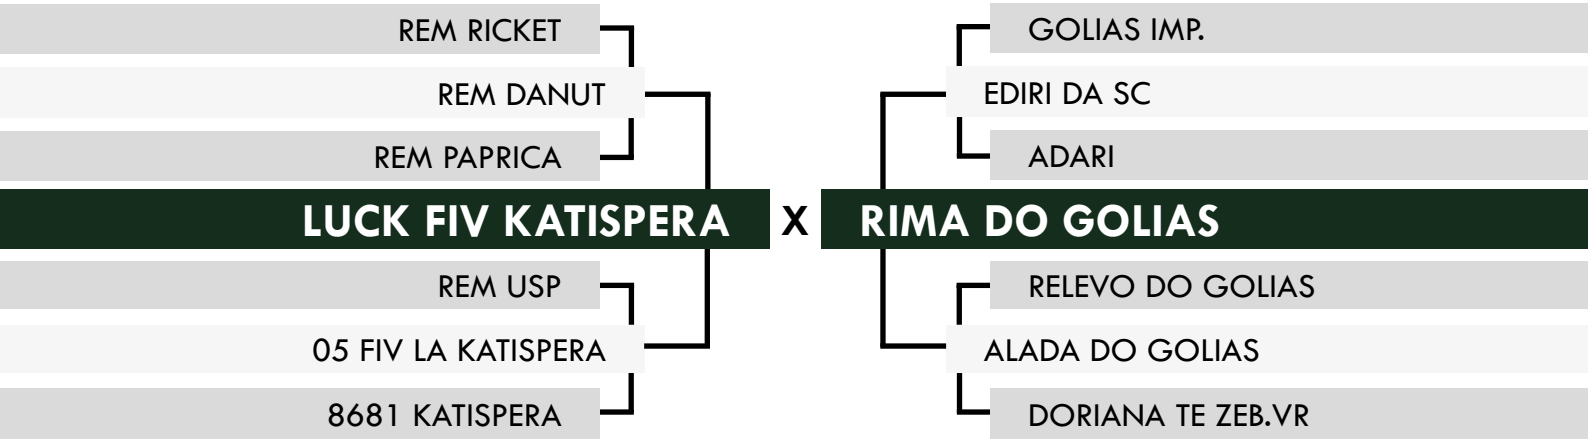 REM RICKET
REM DANUT
REM PAPRICA
LUCK FIV KATISPERA
REM USP
05 FIV LA KATISPERA
8681 KATISPERA
X
GOLIAS IMP.
EDIRI DA SC
ADARI
RIMA DO GOLIAS
RELEVO DO GOLIAS
ALADA DO GOLIAS
DORIANA TE ZEB.VR